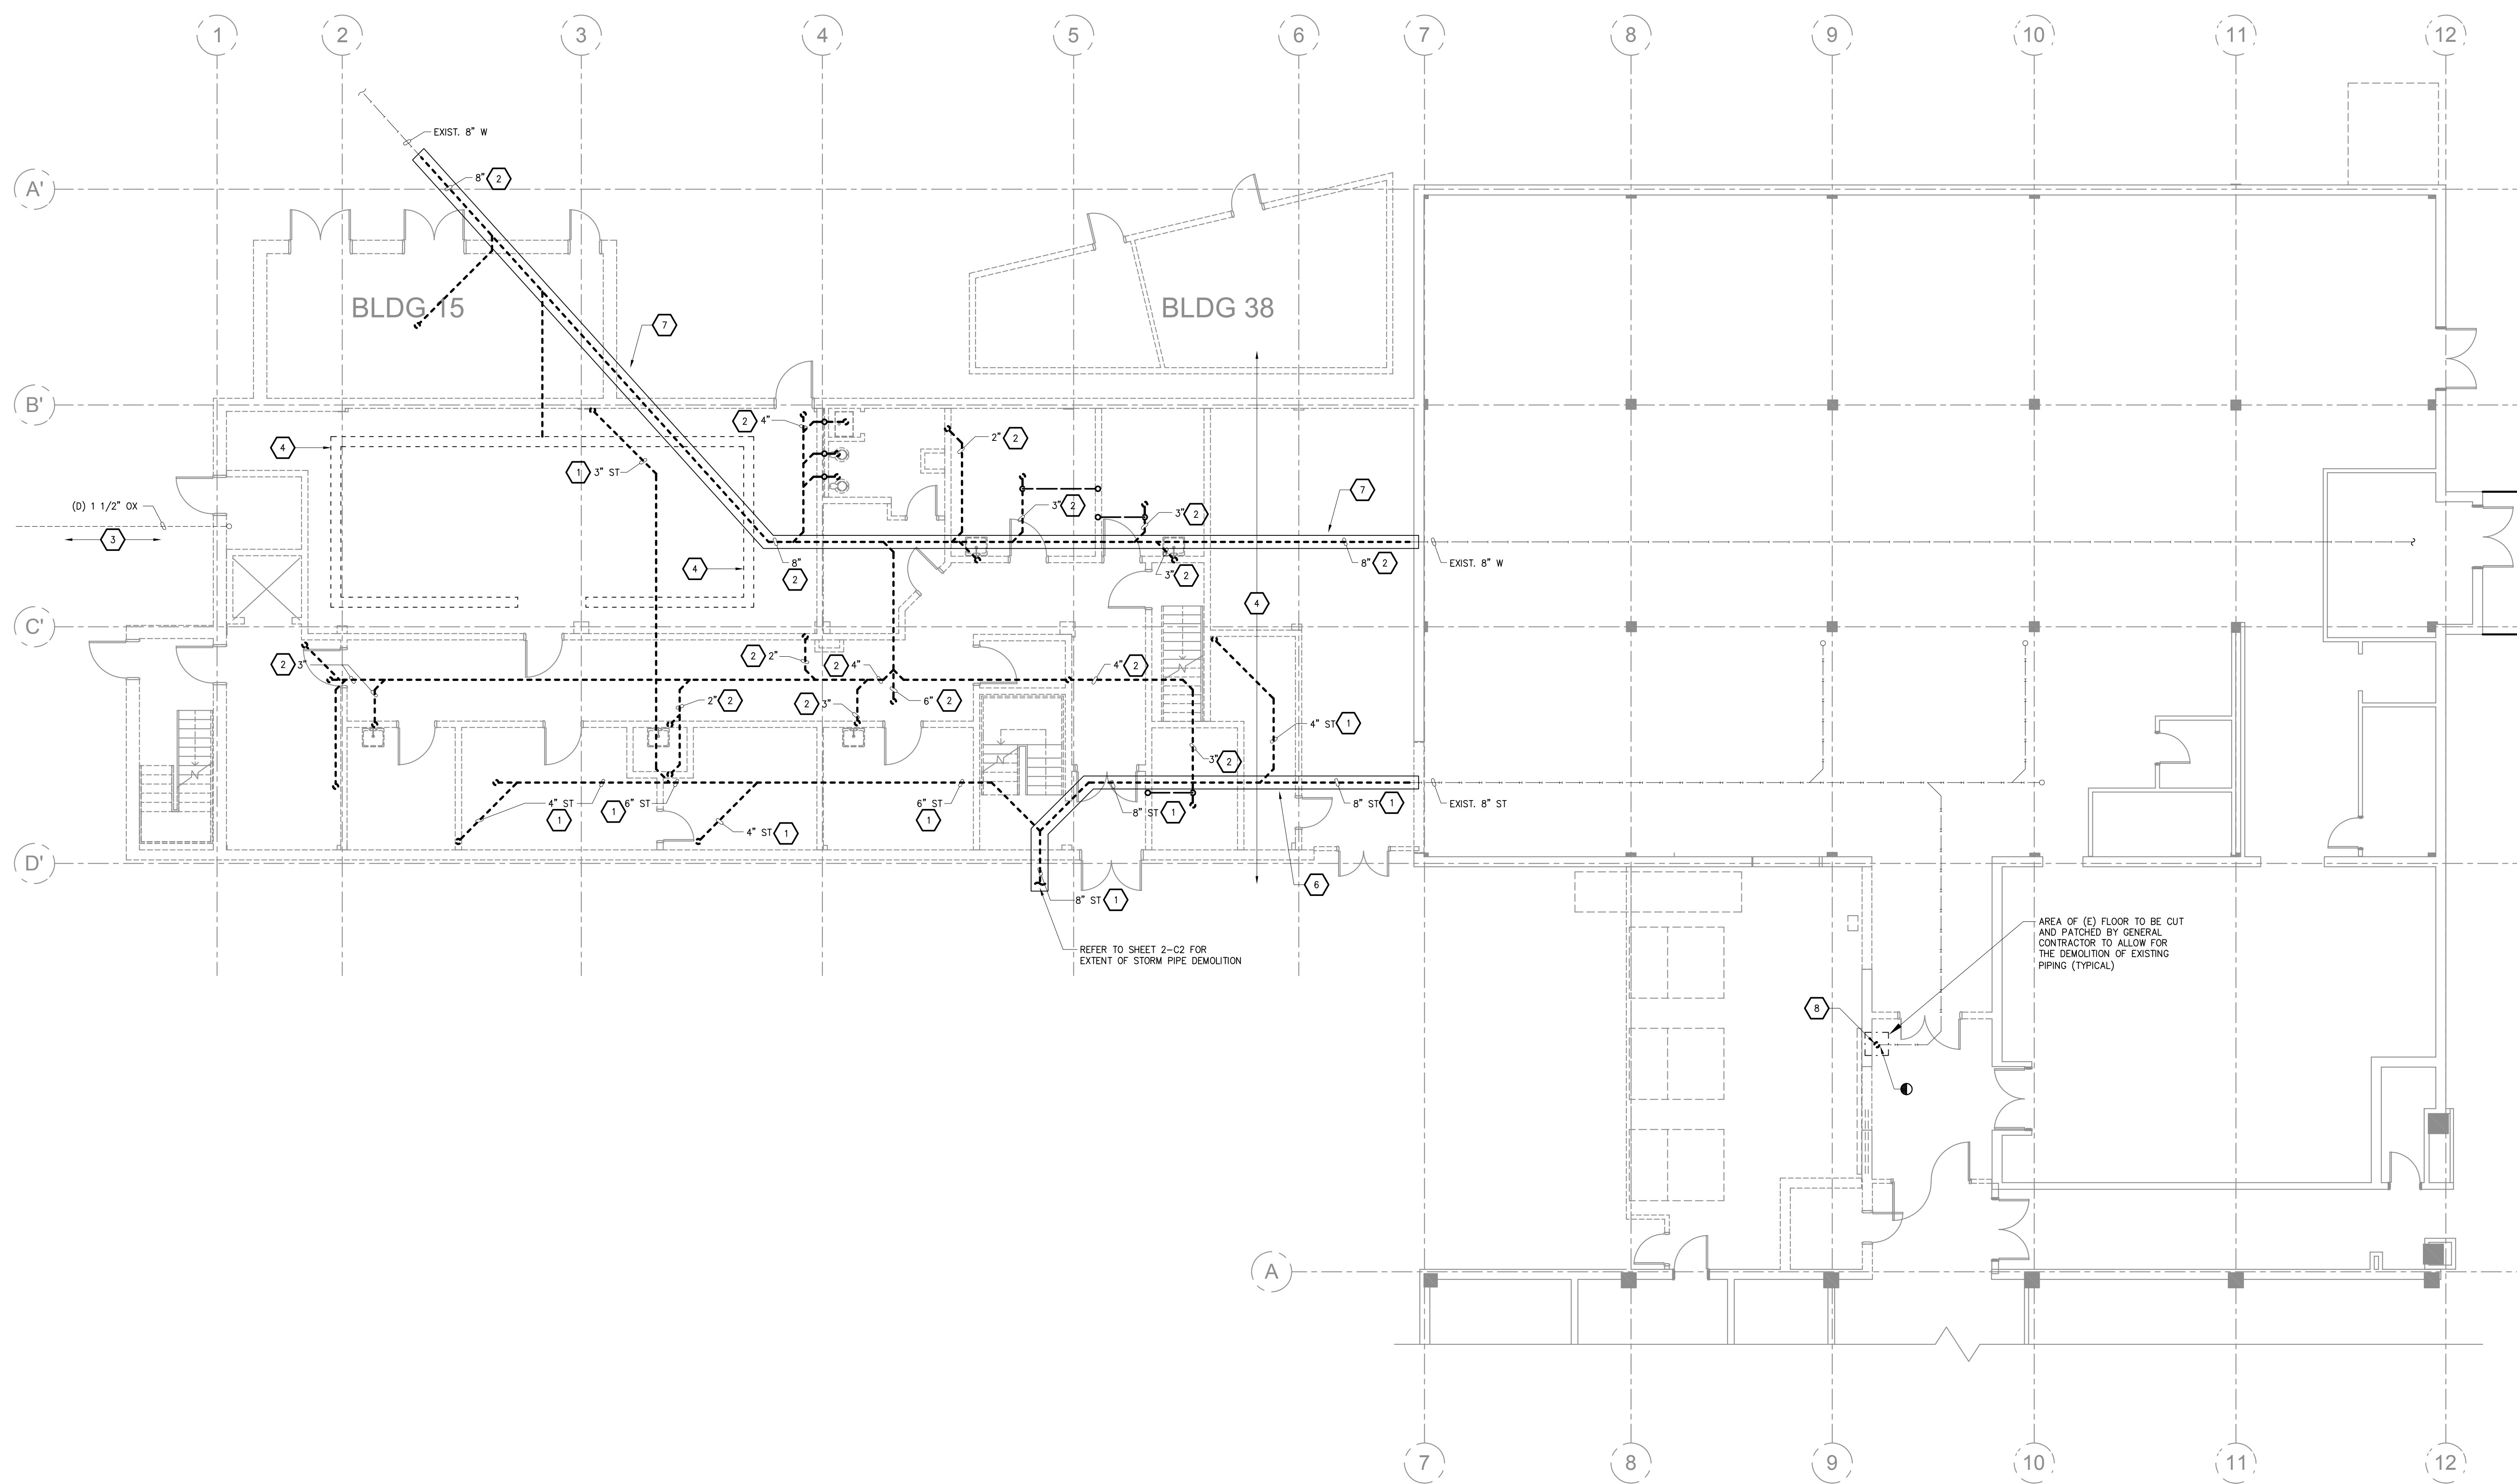 1
2
3
4
5
6
7
8
9
10
11
12
EXIST. 8" W
8" 2
A'
BLDG 15
BLDG 38
7
B'
2 4"
2" 2
4
1 3" ST
7
(D) 1 1/2" OX
3" 2
3" 2
3
8"
2
8" 2
EXIST. 8" W
4
3" 2
4
C'
2 3"
2 2"
2 4"
4" 2
2" 2
2 3"
6" 2
4" ST 1
3" 2
4" ST
1
6" ST
1
6" ST
1
8" ST 1
8" ST 1
EXIST. 8" ST
4" ST 1
D'
6
8" ST 1
REFER TO SHEET 2-C2 FOR
EXTENT OF STORM PIPE DEMOLITION
AREA OF (E) FLOOR TO BE CUT
AND PATCHED BY GENERAL
CONTRACTOR TO ALLOW FOR
THE DEMOLITION OF EXISTING
PIPING (TYPICAL)
8
A
7
8
9
10
11
12